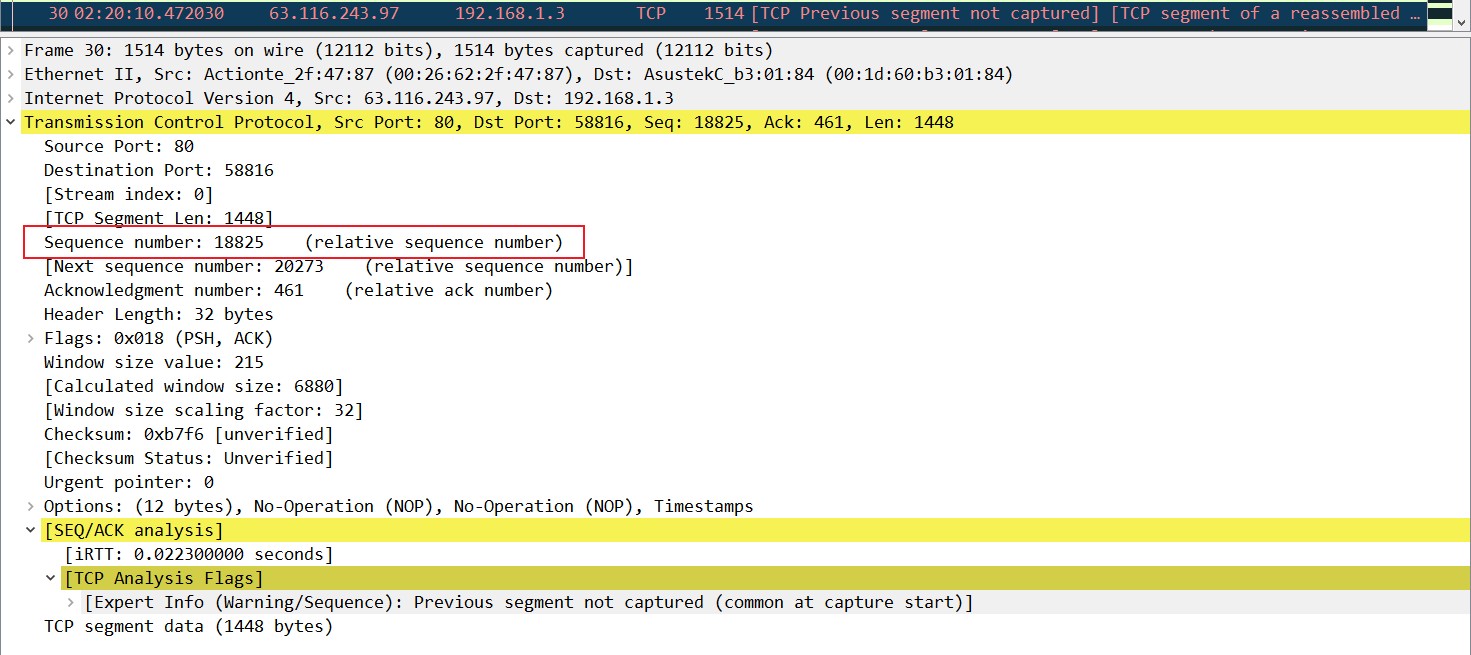 30 02:20:10.472030 63.116.243.97 192.168.1.3 TCP 1514 [TCP Previous segment not captured] [TCP segment of a reassembled …
Frame 30: 1514 bytes on wire (12112 bits), 1514 bytes captured (12112 bits)
Ethernet II, Src: Actionte_2f:47:87 (00:26:62:2f:47:87), Dst: AsustekC_b3:01:84 (00:1d:60:b3:01:84)
Internet Protocol Version 4, Src: 63.116.243.97, Dst: 192.168.1.3
Transmission Control Protocol, Src Port: 80, Dst Port: 58816, Seq: 18825, Ack: 461, Len: 1448
Source Port: 80
Destination Port: 58816
[Stream index: 0]
[TCP Segment Len: 1448]
Sequence number: 18825 (relative sequence number)
[Next sequence number: 20273 (relative sequence number)]
Acknowledgment number: 461 (relative ack number)
Header Length: 32 bytes
Flags: 0x018 (PSH, ACK)
Window size value: 215
[Calculated window size: 6880]
[Window size scaling factor: 32]
Checksum: 0xb7f6 [unverified]
[Checksum Status: Unverified]
Urgent pointer: 0
Options: (12 bytes), No-Operation (NOP), No-Operation (NOP), Timestamps
[SEQ/ACK analysis]
[iRTT: 0.022300000 seconds]
[TCP Analysis Flags]
[Expert Info (Warning/Sequence): Previous segment not captured (common at capture start)]
TCP segment data (1448 bytes)